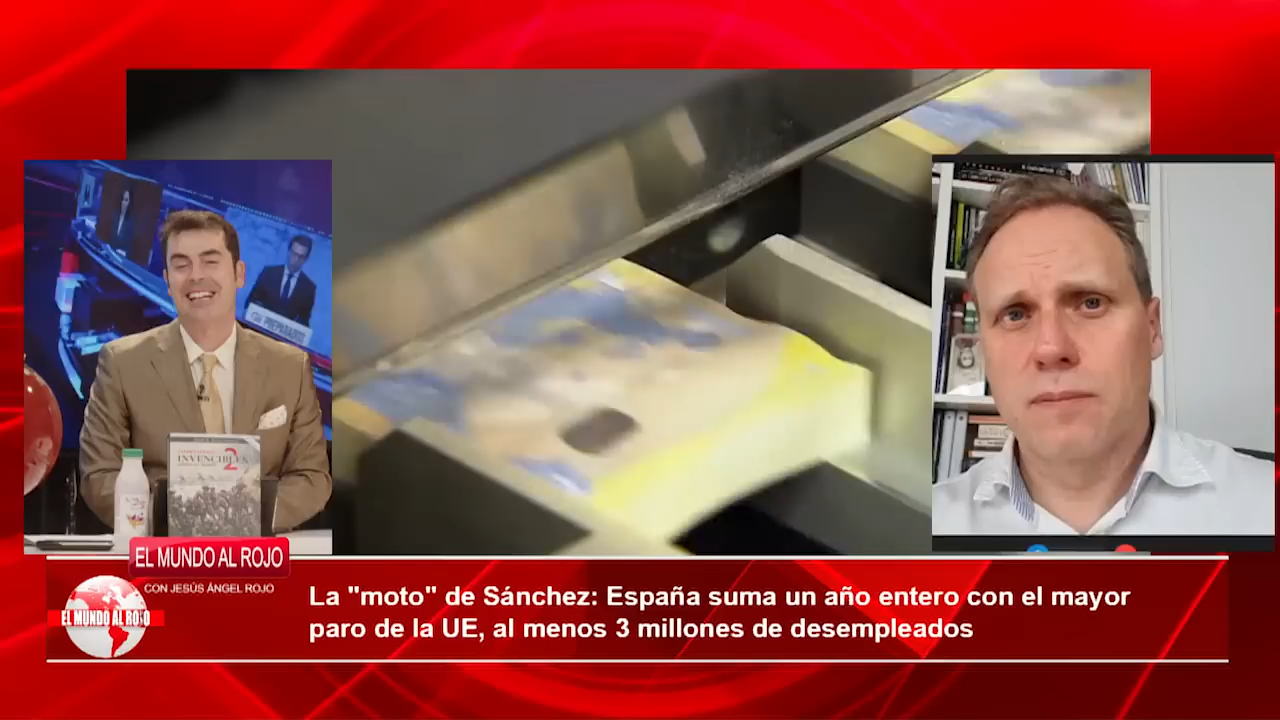 PREPARADOS
INVENCIBLES
2
EL MUNDO AL ROJO
CON JESÚS ÁNGEL ROJO
EL MUNDO AL ROJO
La "moto" de Sánchez: España suma un año entero con el mayor
paro de la UE, al menos 3 millones de desempleados